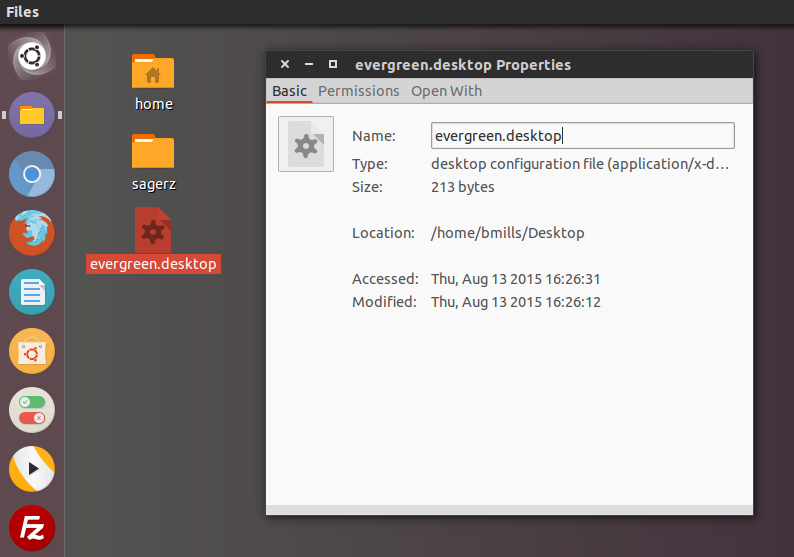 Files
home
sagerz
evergreen.desktop
evergreen.desktop Properties
Basic Permissions Open With
Name: evergreen.desktop
Type: desktop configuration file (application/x-d...
Size: 213 bytes
Location: /home/bmills/Desktop
Accessed: Thu, Aug 13 2015 16:26:31
Modified: Thu, Aug 13 2015 16:26:12
Fz